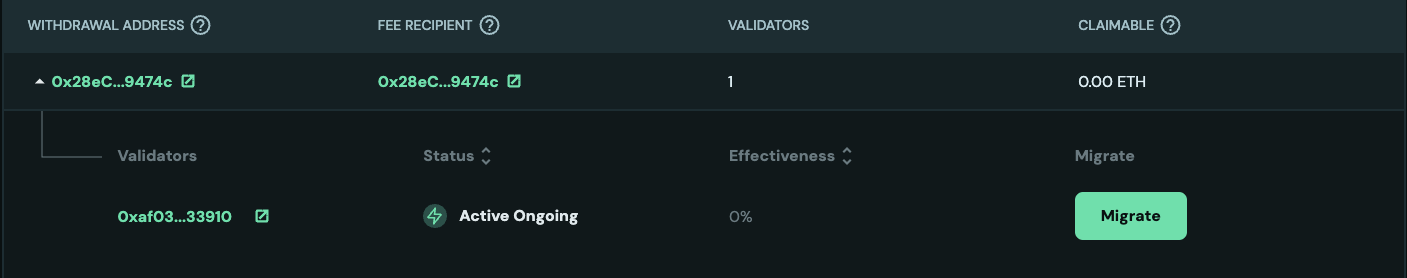 WITHDRAWAL ADDRESS ? FEE RECIPIENT ? VALIDATORS CLAIMABLE ?
0x28eC...9474c 0x28eC...9474c 1 0.00 ETH
Validators Status Effectiveness Migrate
0xaf03...33910 Active Ongoing 0% Migrate